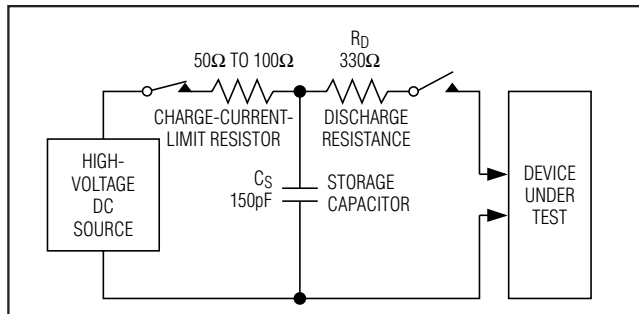 R_D
50Ω TO 100Ω
330Ω
CHARGE-CURRENT-
LIMIT RESISTOR
DISCHARGE
RESISTANCE
HIGH-
VOLTAGE
DC
SOURCE
C_S
150pF
STORAGE
CAPACITOR
DEVICE
UNDER
TEST